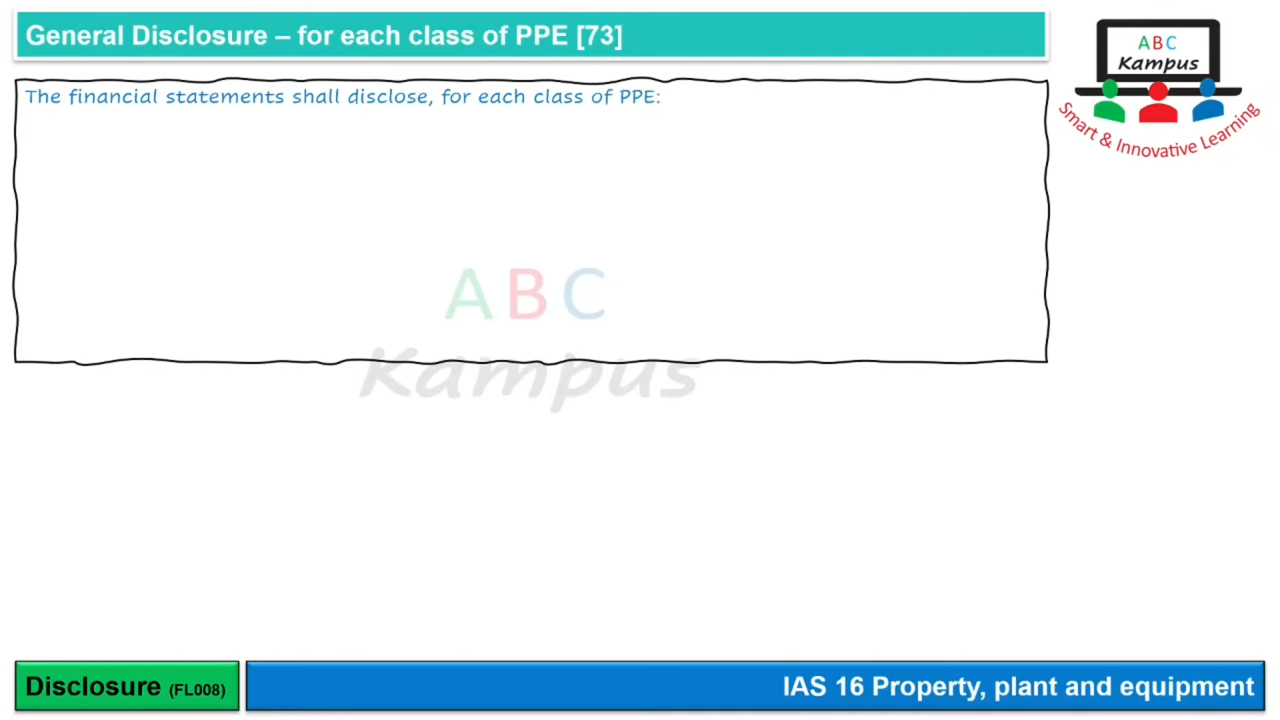 General Disclosure – for each class of PPE [73]
ABC
Kampus
Smart & Innovative Learning
The financial statements shall disclose, for each class of PPE:
ABC
Kampus
Disclosure (FL008)
IAS 16 Property, plant and equipment